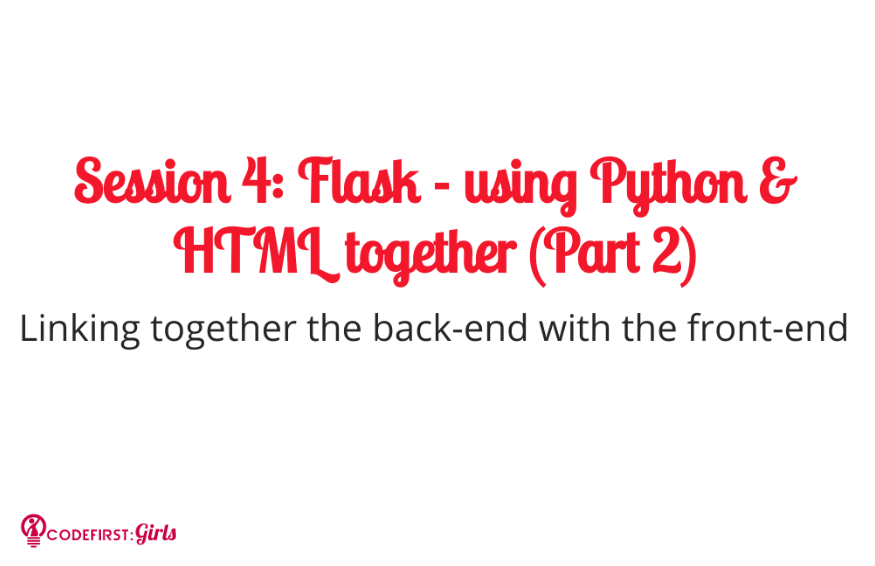 Session 4: Flask - using Python &
HTML together (Part 2)
Linking together the back-end with the front-end
CODEFIRST:Girls